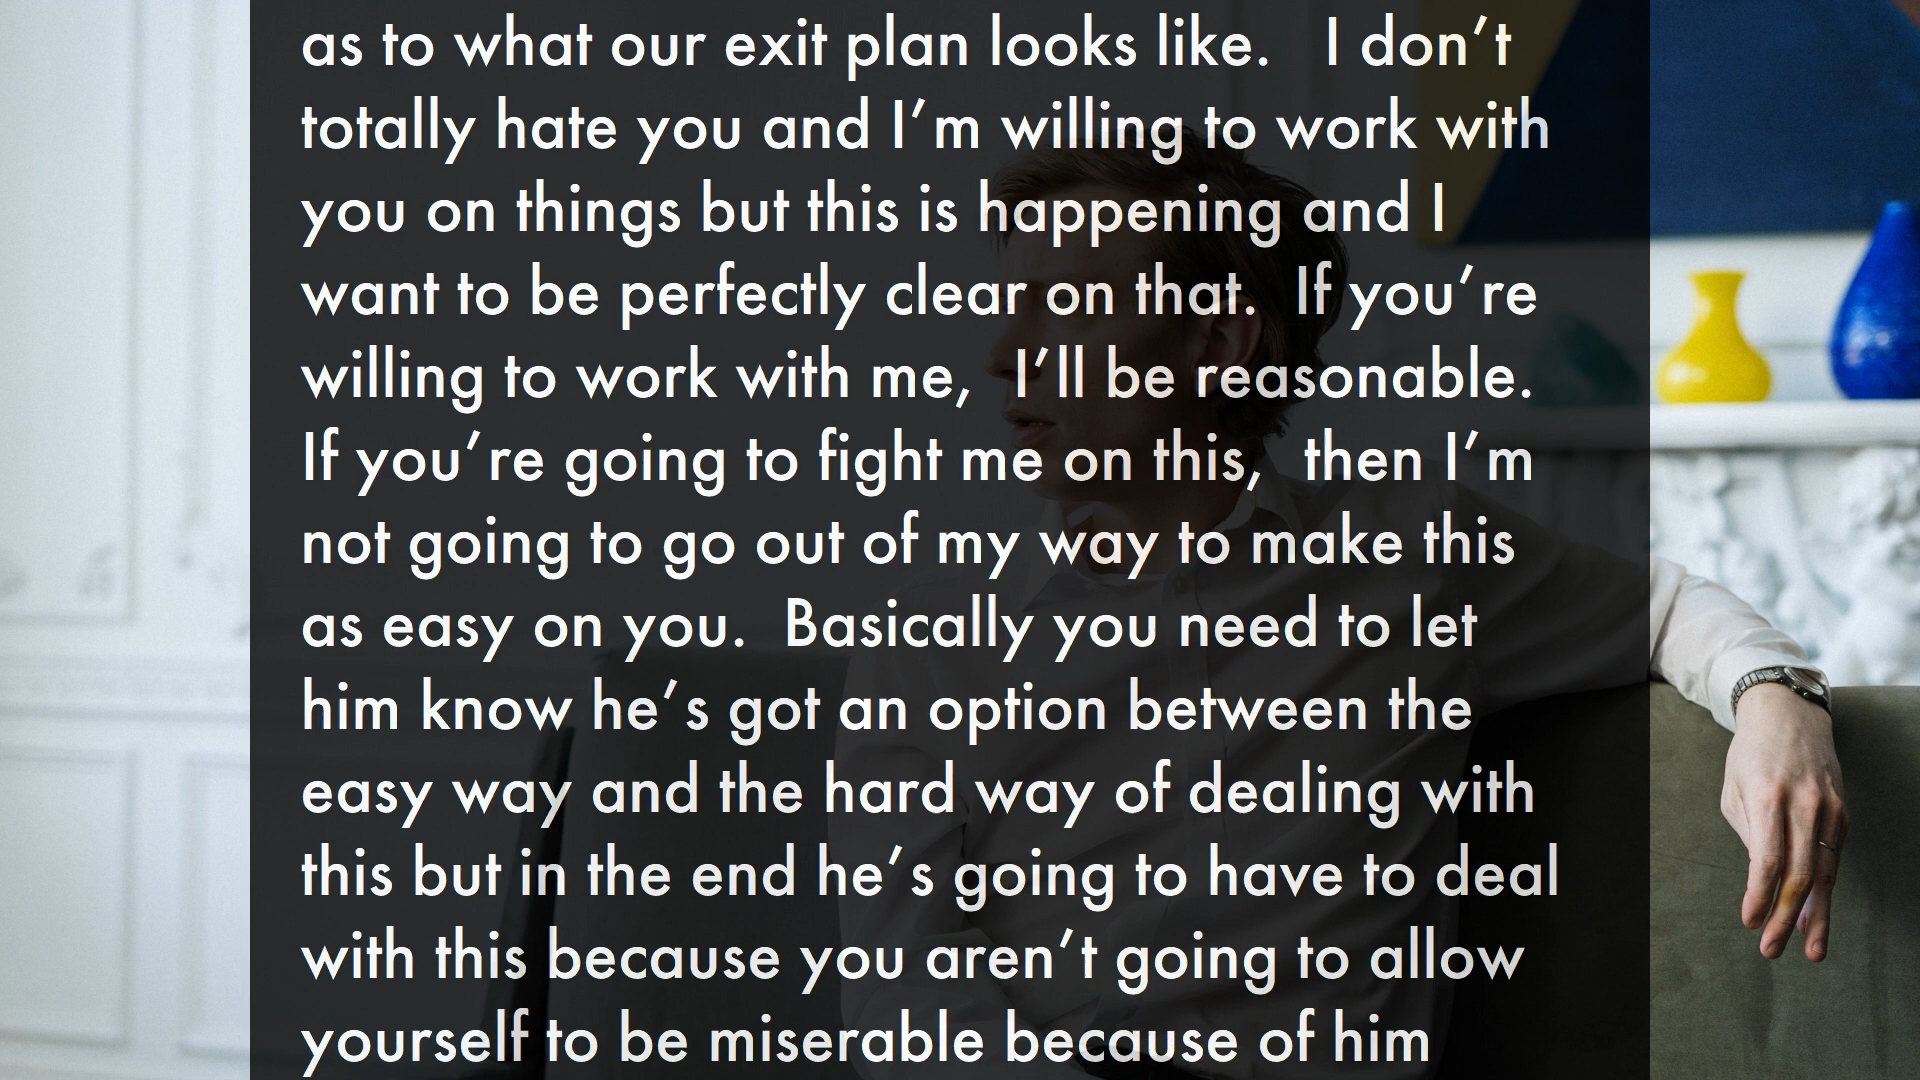 as to what our exit plan looks like.   I don’t
totally hate you and I’m willing to work with
you on things but this is happening and I
want to be perfectly clear on that.  If you’re
willing to work with me,  I’ll be reasonable.
If you’re going to fight me on this,  then I’m
not going to go out of my way to make this
as easy on you.  Basically you need to let
him know he’s got an option between the
easy way and the hard way of dealing with
this but in the end he’s going to have to deal
with this because you aren’t going to allow
yourself to be miserable because of him